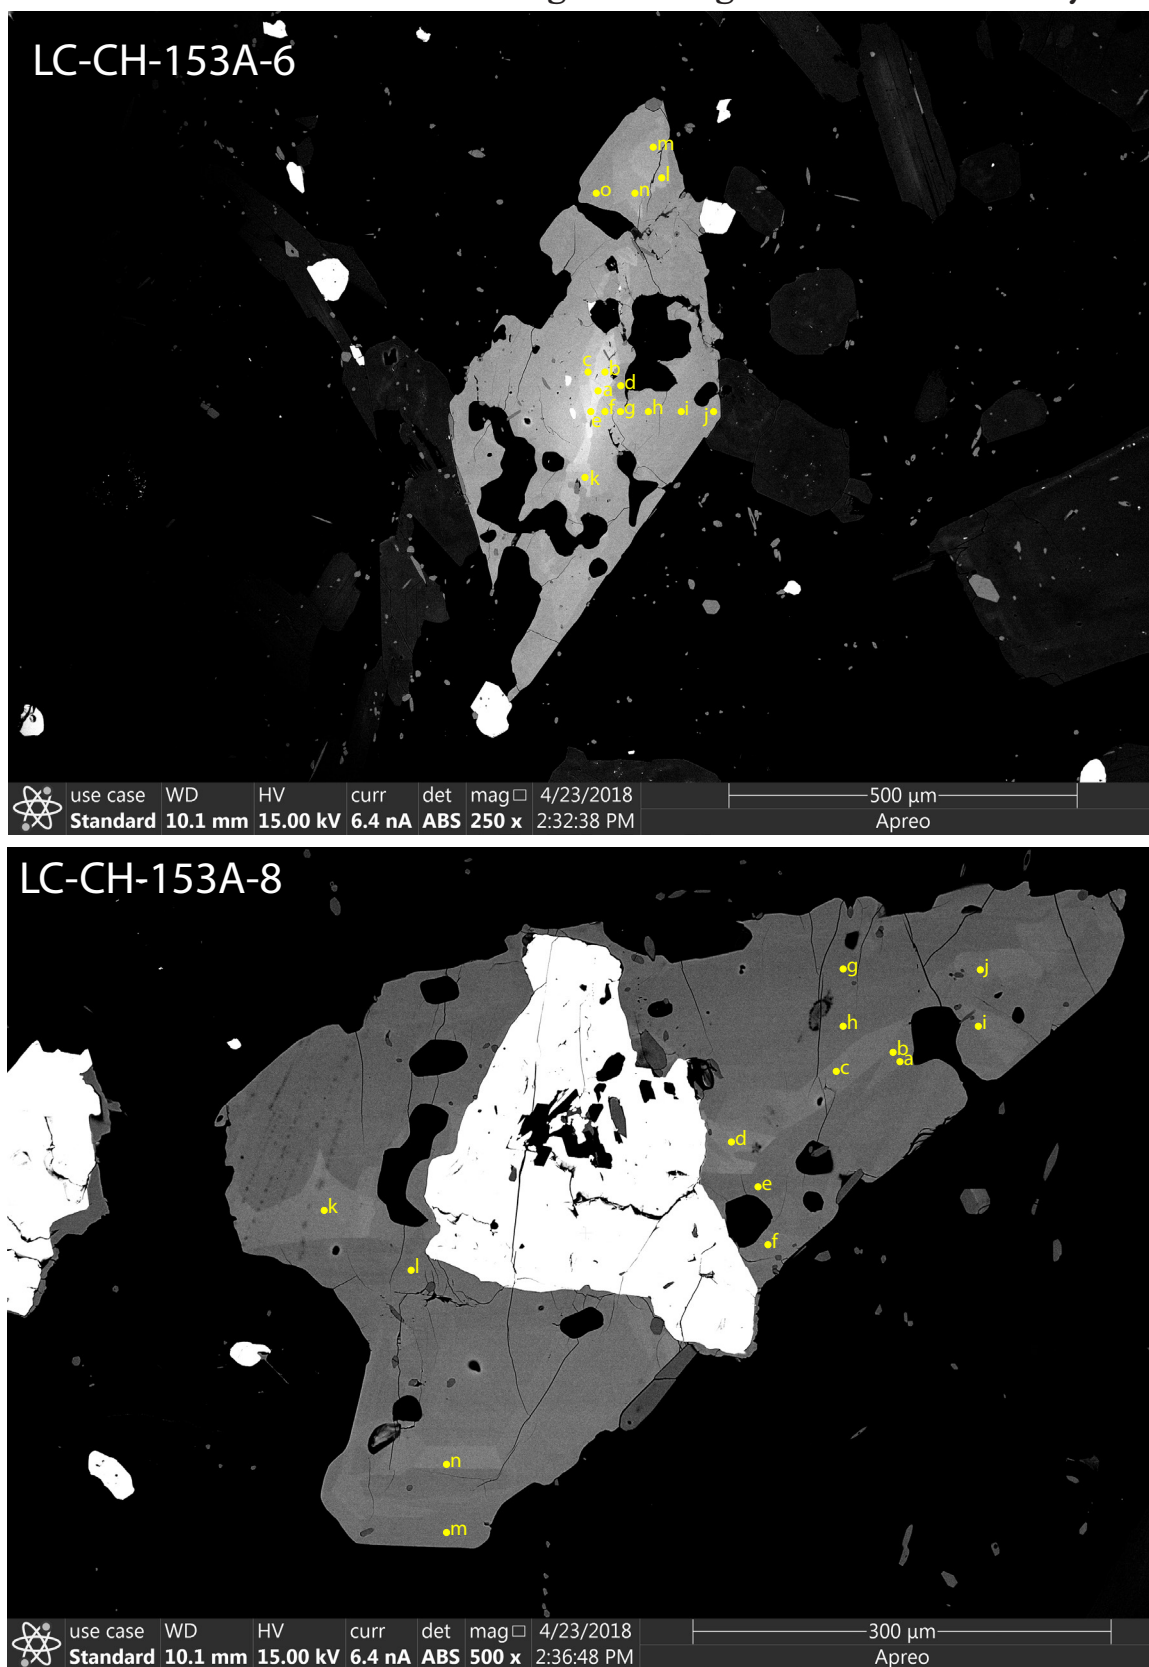 LC-CH-153A-6
m
l
o n
c b
d
a
e f g h i j
k
use case WD HV curr det mag□ 4/23/2018 500 µm
Standard 10.1 mm 15.00 kV 6.4 nA ABS 250 x 2:32:38 PM Apreo
LC-CH-153A-8
g j
h i
b
a
c
d
e
k
f
l
n
m
use case WD HV curr det mag□ 4/23/2018 300 µm
Standard 10.1 mm 15.00 kV 6.4 nA ABS 500 x 2:36:48 PM Apreo